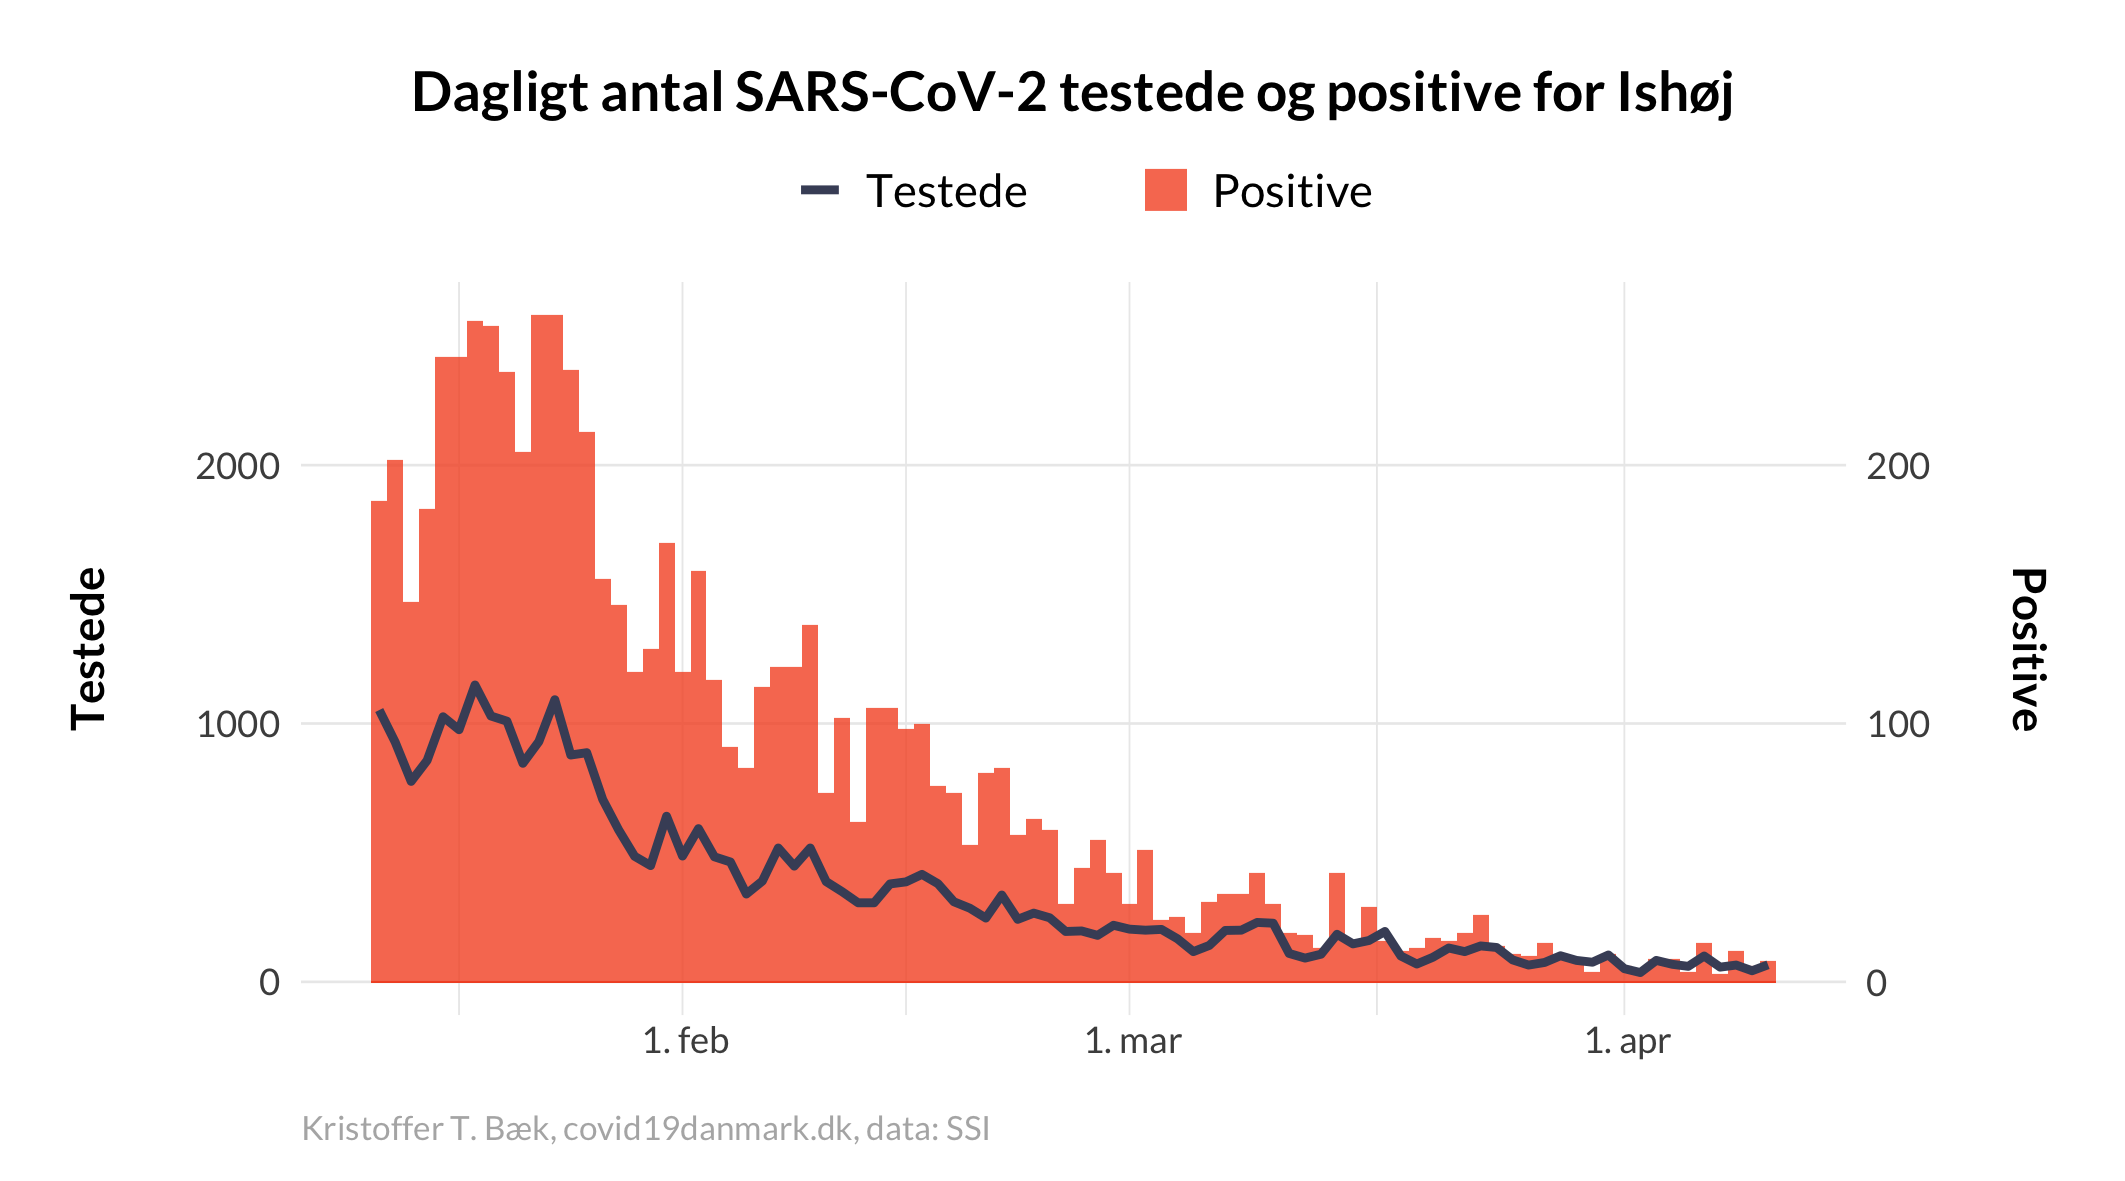 Dagligt antal SARS-CoV-2 testede og positive for Ishøj
Testede
Positive
Testede
2000
1000
0
200
100
0
Positive
1. feb
1. mar
1. apr
Kristoffer T. Bæk, covid19danmark.dk, data: SSI